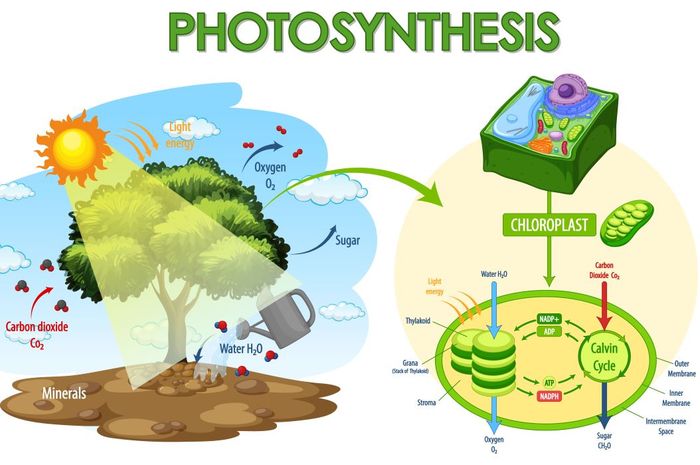 PHOTOSYNTHESIS
Light
energy
Oxygen
O₂
Sugar
Carbon dioxide
Co₂
Water H₂O
Minerals
CHLOROPLAST
Water H₂O
Carbon
Dioxide Co₂
Light
energy
Thylakoid
Grana
(Stack of Thylakoid)
Stroma
NADP+
ADP
ATP
NADPH
Calvin
Cycle
Outer
Membrane
Inner
Membrane
Intermembrane
Space
Oxygen
O₂
Sugar
CH₂O